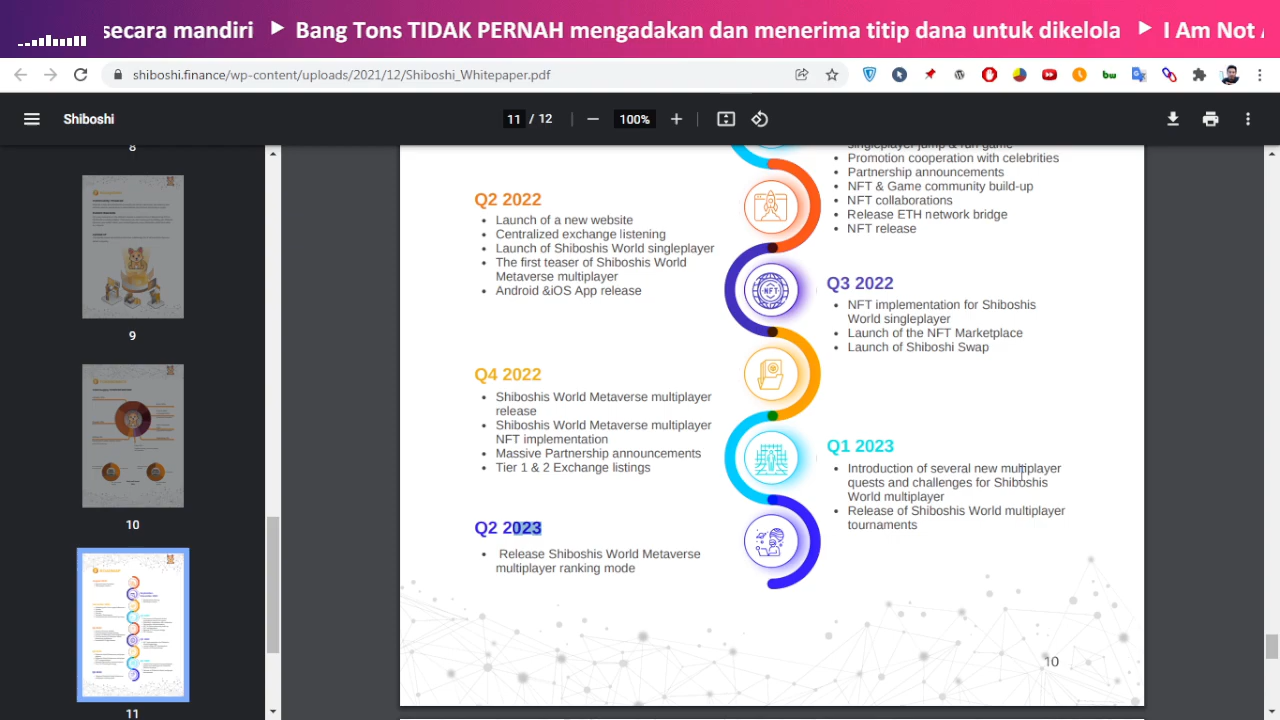 secara mandiri ► Bang Tons TIDAK PERNAH mengadakan dan menerima titip dana untuk dikelola ► I Am Not
shiboshi.finance/wp-content/uploads/2021/12/Shiboshi_Whitepaper.pdf
Shiboshi
11 / 12
100%
8
9
10
11
singleplayer jump & run game
• Promotion cooperation with celebrities
• Partnership announcements
• NFT & Game community build-up
• NFT collaborations
• Release ETH network bridge
• NFT release
Q2 2022
• Launch of a new website
• Centralized exchange listening
• Launch of Shiboshis World singleplayer
• The first teaser of Shiboshis World
Metaverse multiplayer
• Android &iOS App release
NFT
Q3 2022
• NFT implementation for Shiboshis
World singleplayer
• Launch of the NFT Marketplace
• Launch of Shiboshi Swap
Q4 2022
• Shiboshis World Metaverse multiplayer
release
• Shiboshis World Metaverse multiplayer
NFT implementation
• Massive Partnership announcements
• Tier 1 & 2 Exchange listings
Q1 2023
• Introduction of several new multiplayer
quests and challenges for Shiboshis
World multiplayer
• Release of Shiboshis World multiplayer
tournaments
Q2 2023
• Release Shiboshis World Metaverse
multiplayer ranking mode
10